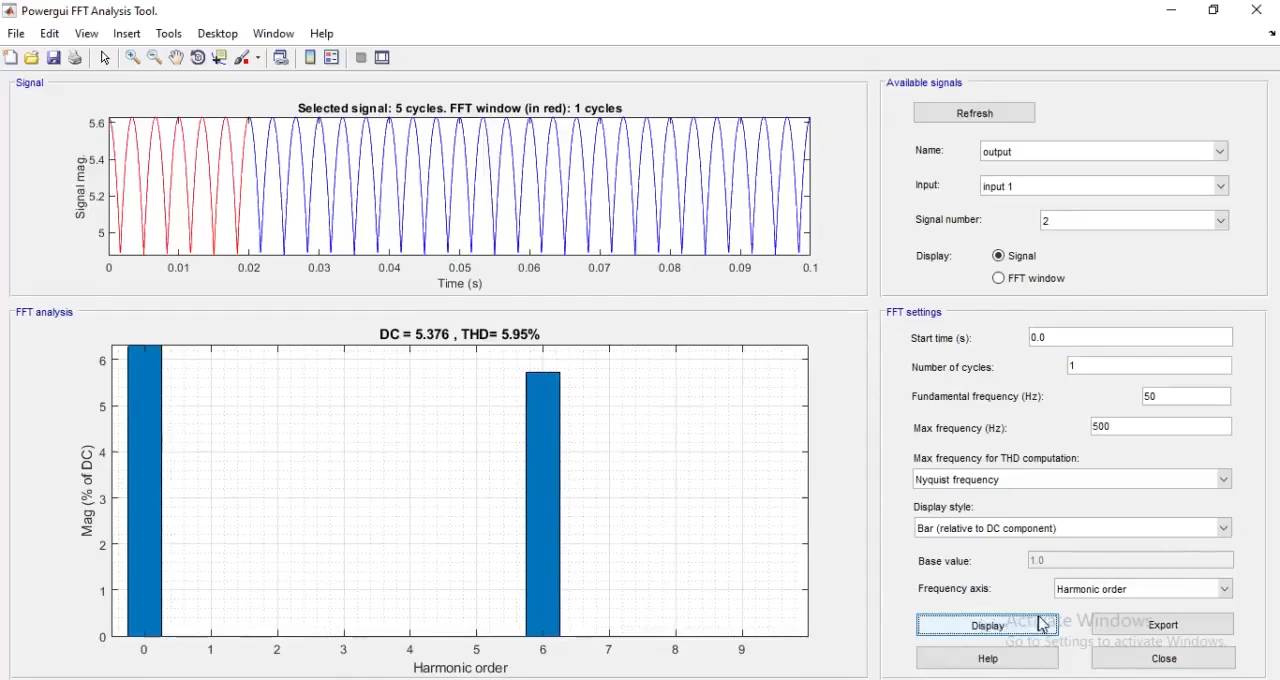 Powergui FFT Analysis Tool.
File Edit View Insert Tools Desktop Window Help
Signal
Selected signal: 5 cycles. FFT window (in red): 1 cycles
Signal mag.
5.6
5.4
5.2
5
0 0.01 0.02 0.03 0.04 0.05 0.06 0.07 0.08 0.09 0.1
Time (s)
FFT analysis
DC = 5.376 , THD= 5.95%
Mag (% of DC)
6
5
4
3
2
1
0
0 1 2 3 4 5 6 7 8 9
Harmonic order
Available signals
Refresh
Name: output
Input: input 1
Signal number: 2
Display: Signal
FFT window
FFT settings
Start time (s): 0.0
Number of cycles: 1
Fundamental frequency (Hz): 50
Max frequency (Hz): 500
Max frequency for THD computation:
Nyquist frequency
Display style:
Bar (relative to DC component)
Base value: 1.0
Frequency axis: Harmonic order
Display Export
Activate Windows
Go to Settings to activate Windows.
Help Close